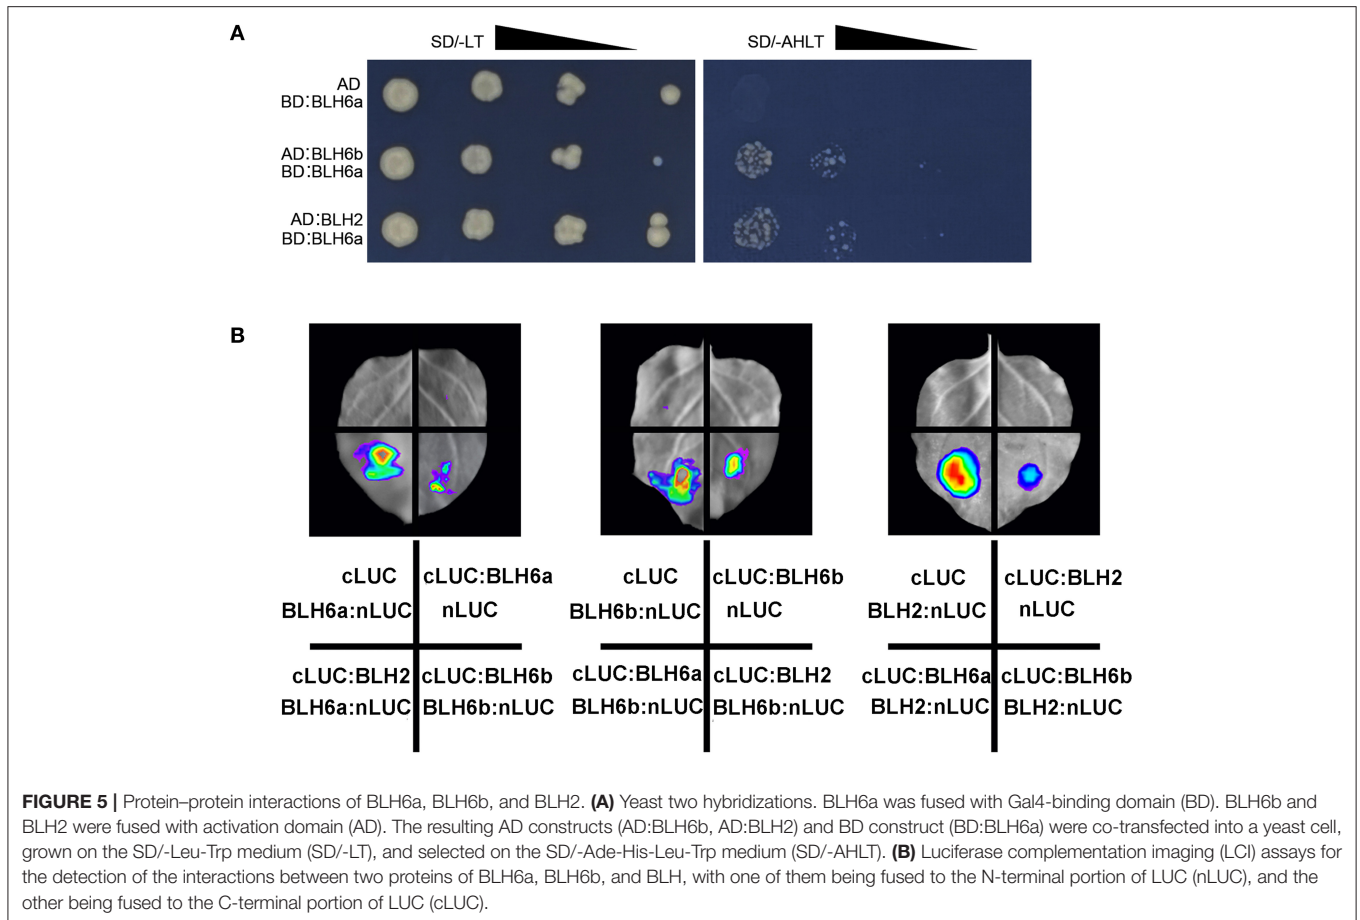 A
SD/-LT
SD/-AHLT
AD
BD:BLH6a
AD:BLH6b
BD:BLH6a
AD:BLH2
BD:BLH6a
B
cLUC
cLUC:BLH6a
BLH6a:nLUC
nLUC
cLUC:BLH2
cLUC:BLH6b
BLH6a:nLUC
BLH6b:nLUC
cLUC
cLUC:BLH6b
BLH6b:nLUC
nLUC
cLUC:BLH6a
cLUC:BLH2
BLH6b:nLUC
BLH6b:nLUC
cLUC
cLUC:BLH2
BLH2:nLUC
nLUC
cLUC:BLH6a
cLUC:BLH6b
BLH2:nLUC
BLH2:nLUC
FIGURE 5 | Protein–protein interactions of BLH6a, BLH6b, and BLH2. (A) Yeast two hybridizations. BLH6a was fused with Gal4-binding domain (BD). BLH6b and
BLH2 were fused with activation domain (AD). The resulting AD constructs (AD:BLH6b, AD:BLH2) and BD construct (BD:BLH6a) were co-transfected into a yeast cell,
grown on the SD/-Leu-Trp medium (SD/-LT), and selected on the SD/-Ade-His-Leu-Trp medium (SD/-AHLT). (B) Luciferase complementation imaging (LCI) assays for
the detection of the interactions between two proteins of BLH6a, BLH6b, and BLH, with one of them being fused to the N-terminal portion of LUC (nLUC), and the
other being fused to the C-terminal portion of LUC (cLUC).